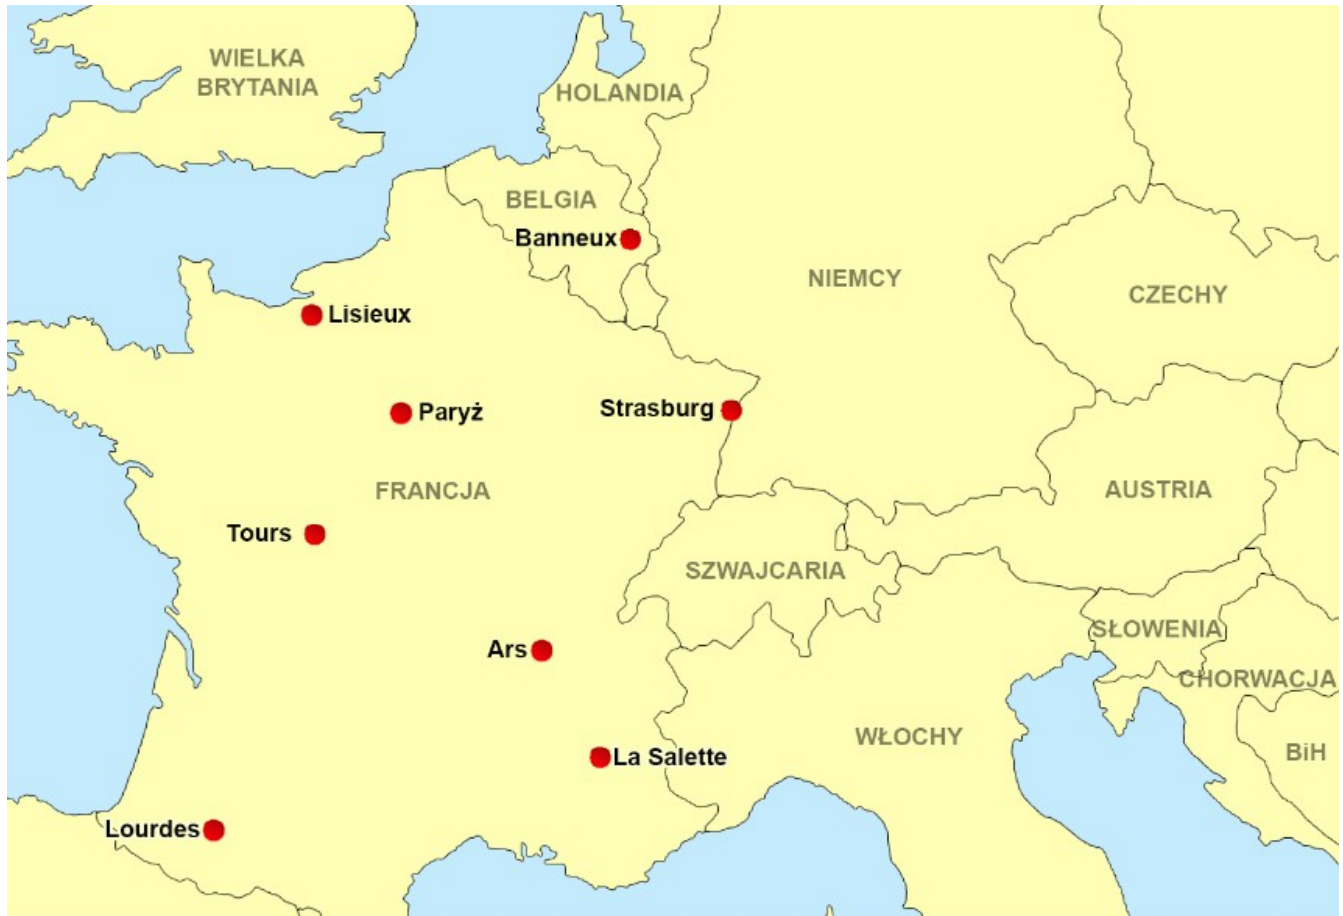 WIELKA
BRYTANIA
HOLANDIA
BELGIA
Banneux
NIEMCY
CZECHY
Lisieux
Paryż
Strasburg
FRANCJA
AUSTRIA
Tours
SZWAJCARIA
SŁOWENIA
Ars
CHORWACJA
WŁOCHY
BiH
La Salette
Lourdes